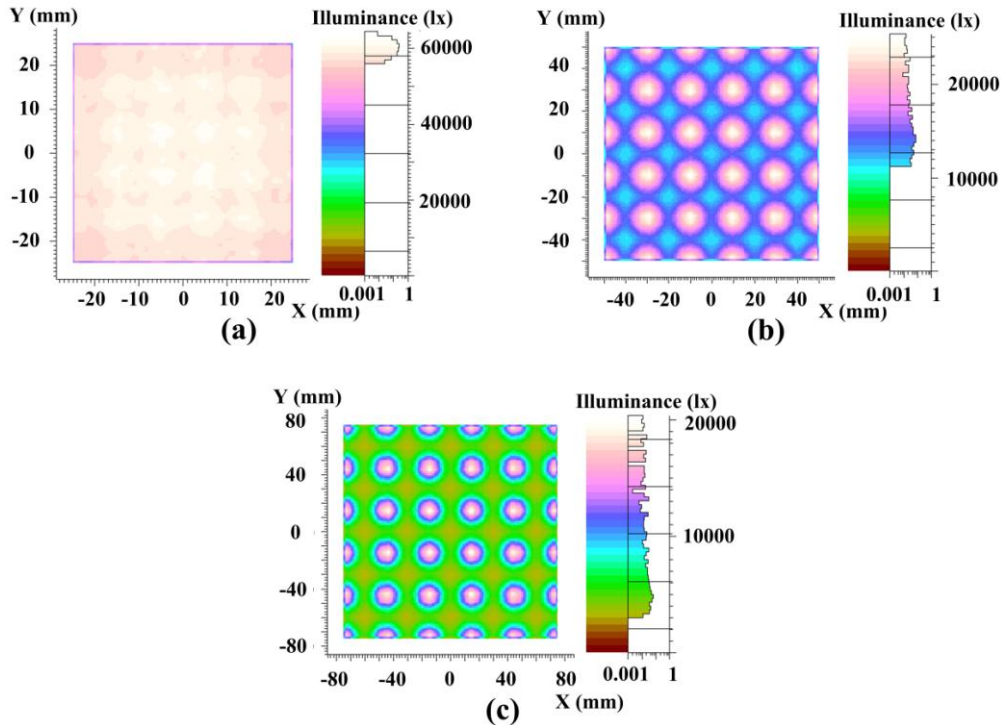 Y (mm)
Illuminance (lx)
20
10
0
-10
-20
60000
40000
20000
-20 -10 0 10 20
0.001 1
X (mm)
(a)
Y (mm)
Illuminance (lx)
40
20
0
-20
-40
20000
10000
-40 -20 0 20 40
0.001 1
X (mm)
(b)
Y (mm)
Illuminance (lx)
80
40
0
-40
-80
20000
10000
-80 -40 0 40 80
0.001 1
X (mm)
(c)